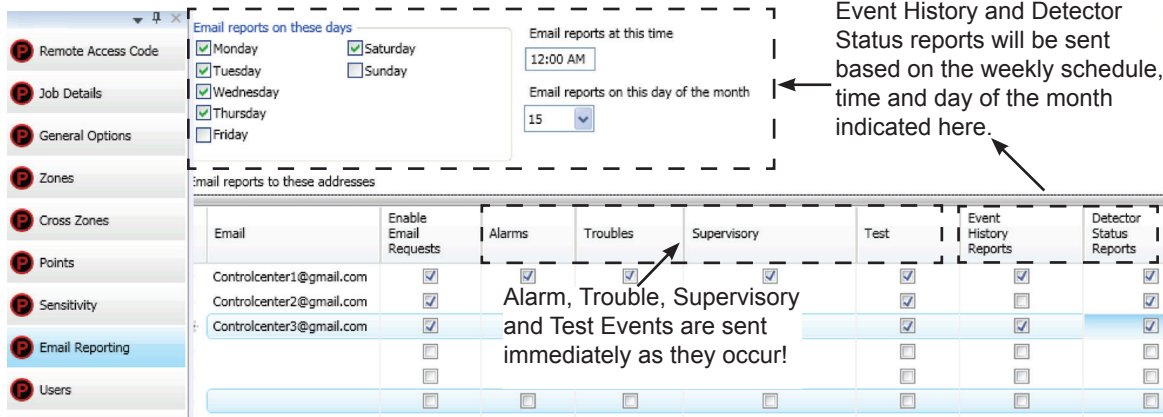 Remote Access Code
Job Details
General Options
Zones
Cross Zones
Points
Sensitivity
Email Reporting
Users
Email reports on these days
Monday
Tuesday
Wednesday
Thursday
Friday
Saturday
Sunday
Email reports at this time
12:00 AM
Email reports on this day of the month
15
Event History and Detector
Status reports will be sent
based on the weekly schedule,
time and day of the month
indicated here.
Email reports to these addresses
Email
Enable
Email
Requests
Alarms
Troubles
Supervisory
Test
Event
History
Reports
Detector
Status
Reports
Controlcenter1@gmail.com
Controlcenter2@gmail.com
Controlcenter3@gmail.com
Alarm, Trouble, Supervisory
and Test Events are sent
immediately as they occur!